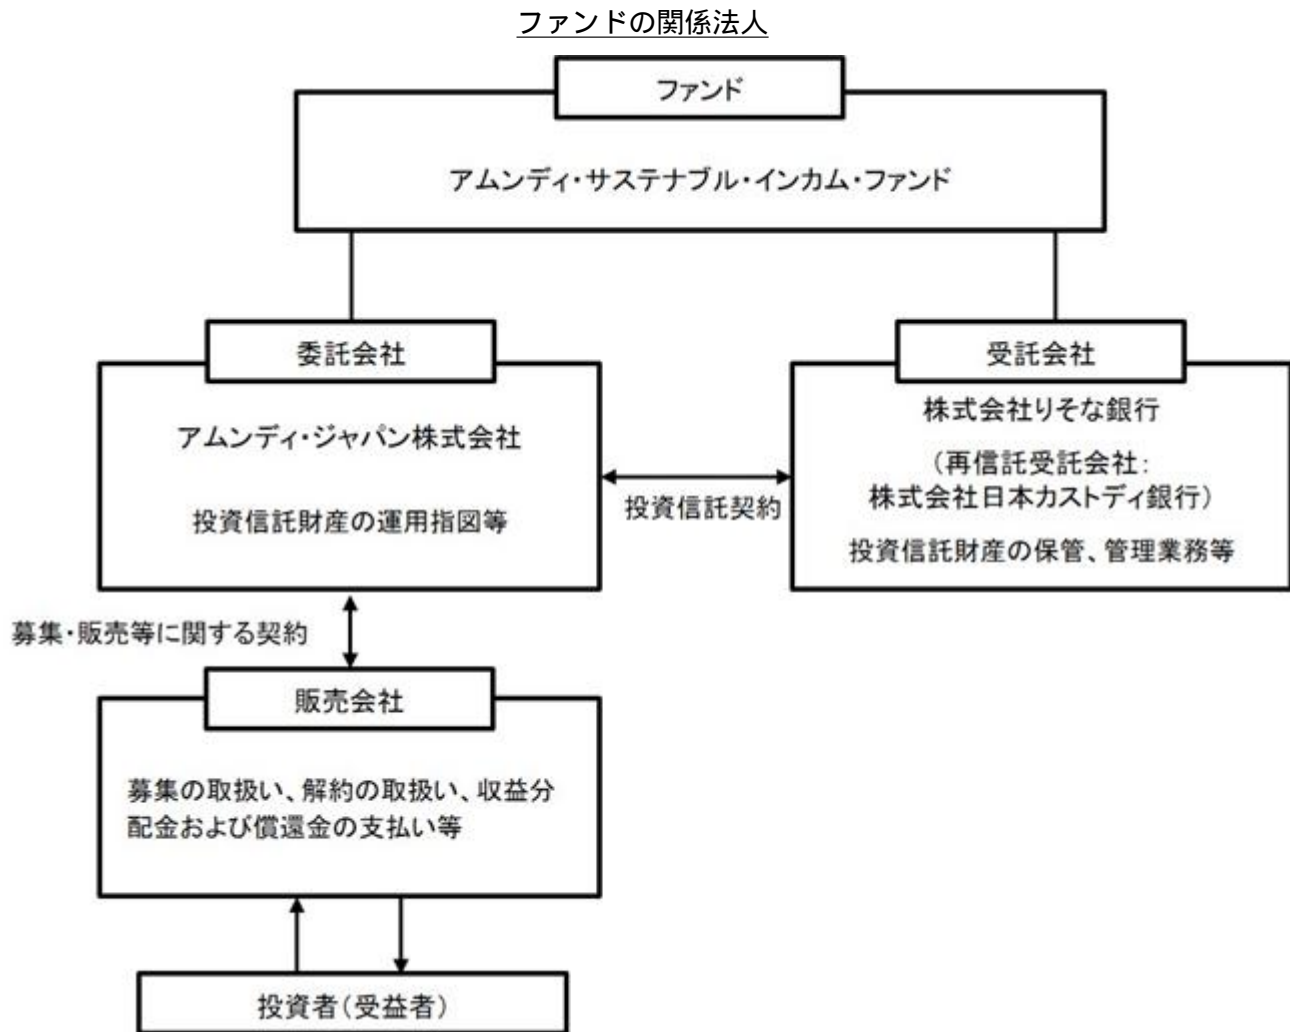 ファンドの関係法人
ファンド
アムンディ・サステナブル・インカム・ファンド
委託会社
アムンディ・ジャパン株式会社
投資信託財産の運用指図等
投資信託契約
受託会社
株式会社りそな銀行
（再信託受託会社：
株式会社日本カストディ銀行）
投資信託財産の保管、管理業務等
募集・販売等に関する契約
販売会社
募集の取扱い、解約の取扱い、収益分
配金および償還金の支払い等
投資者（受益者）